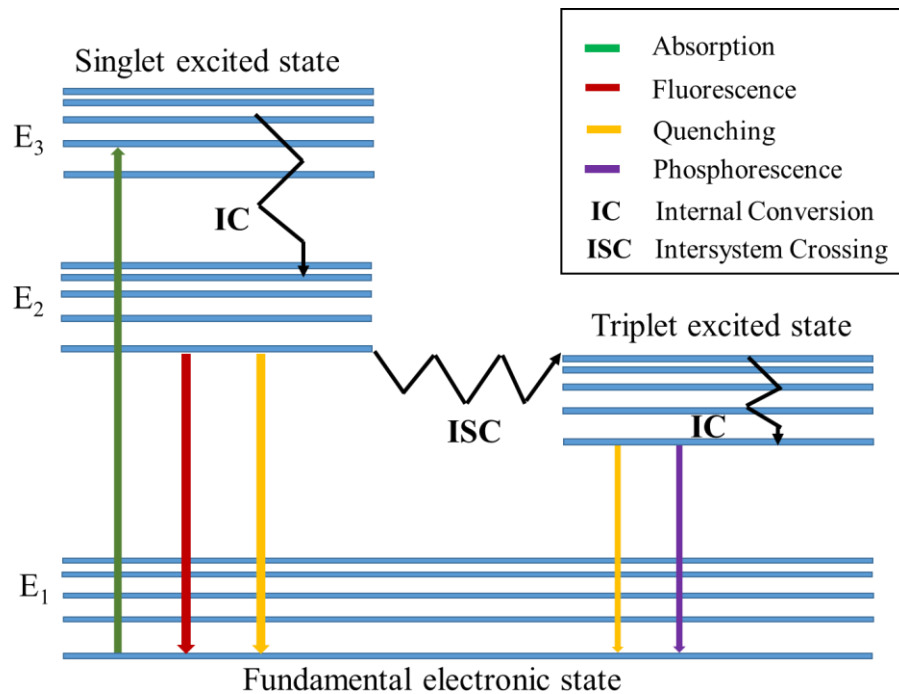 Singlet excited state
E₃
IC
E₂
ISC
Triplet excited state
IC
E₁
Fundamental electronic state
Absorption
Fluorescence
Quenching
Phosphorescence
IC Internal Conversion
ISC Intersystem Crossing